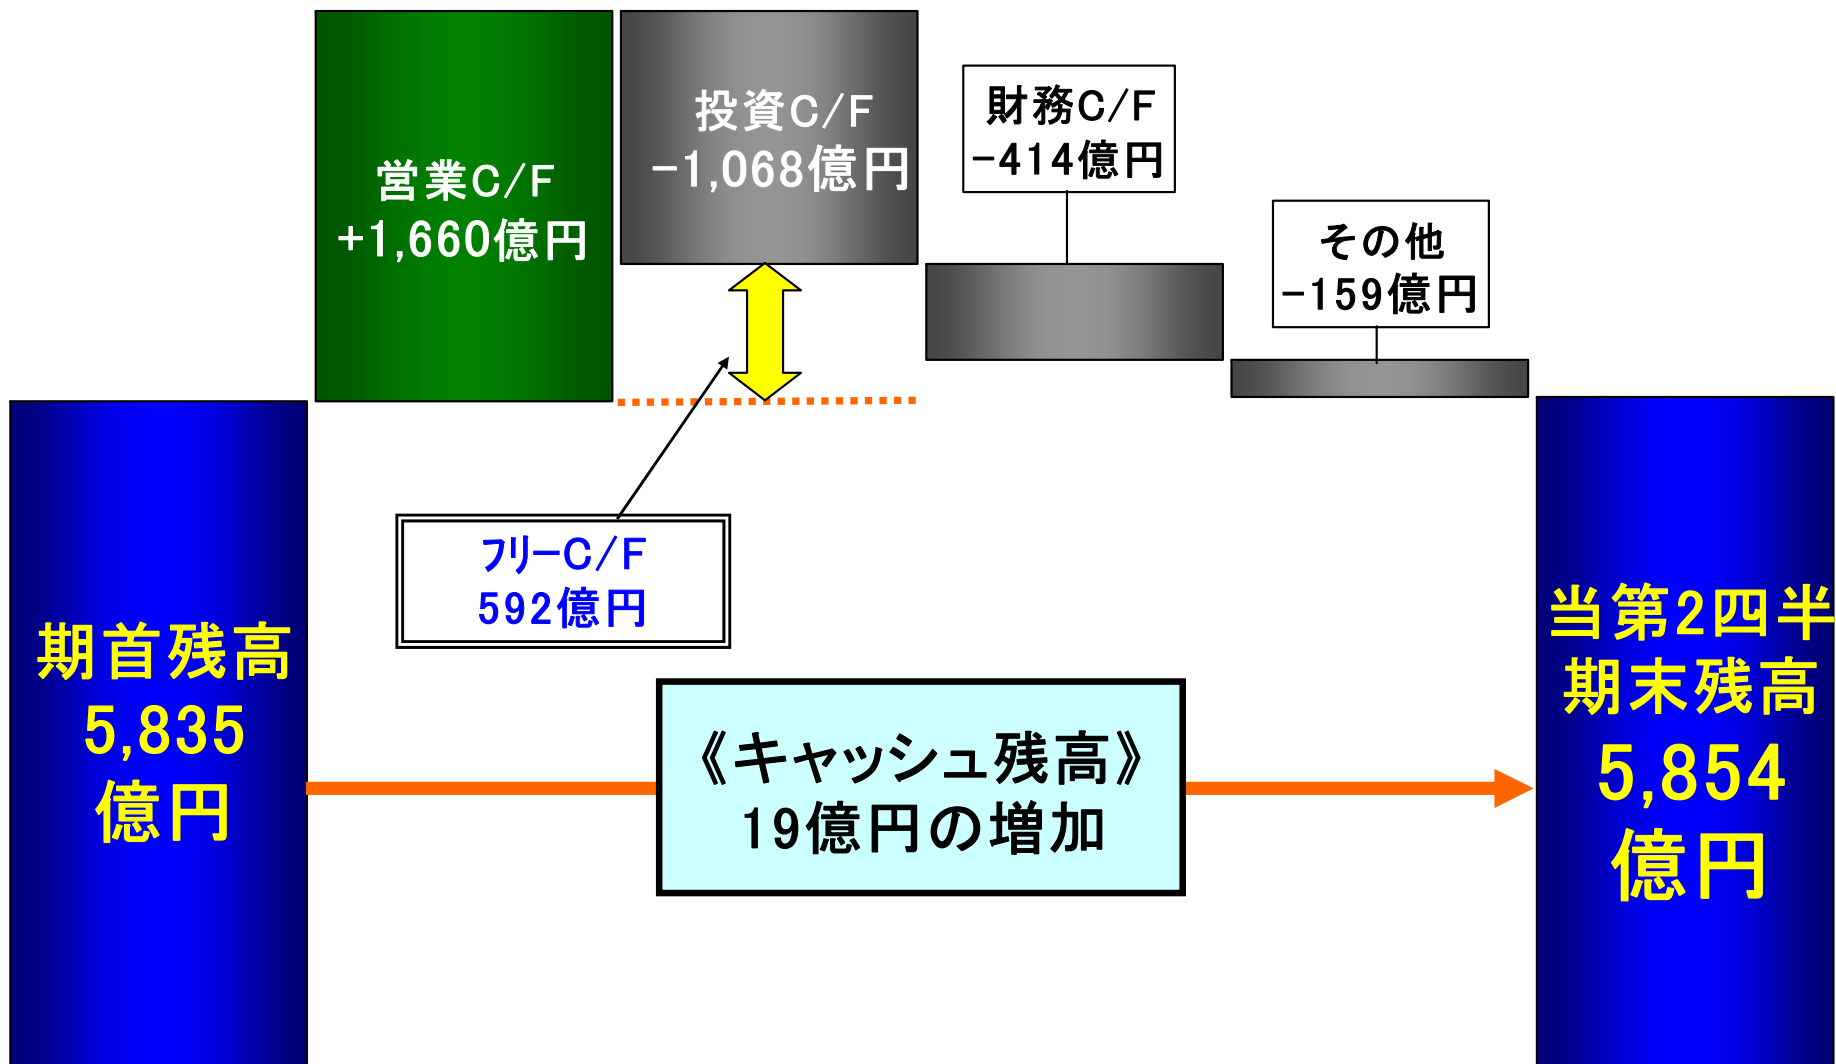 期首残高
5,835
億円
営業C/F
+1,660億円
投資C/F
-1,068億円
財務C/F
-414億円
その他
-159億円
フリーC/F
592億円
《キャッシュ残高》
19億円の増加
当第2四半
期末残高
5,854
億円